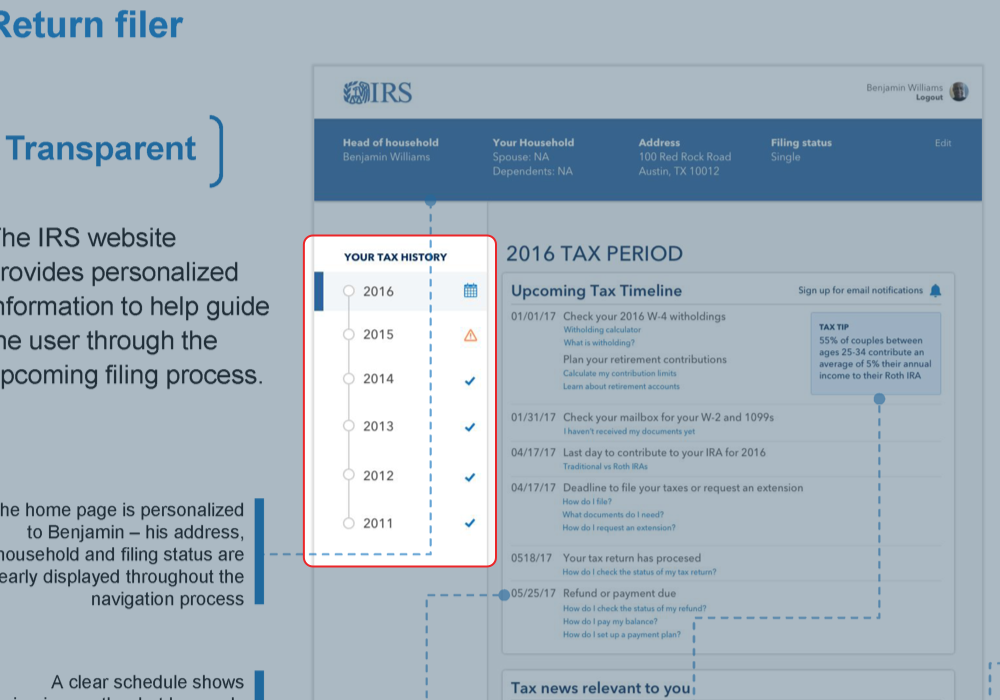 Return filer
Transparent
The IRS website
provides personalized
information to help guide
the user through the
upcoming filing process.
The home page is personalized
to Benjamin – his address,
household and filing status are
clearly displayed throughout the
navigation process
A clear schedule shows
IRS
Benjamin Williams
Logout
Head of household
Benjamin Williams
Your Household
Spouse: NA
Dependents: NA
Address
100 Red Rock Road
Austin, TX 10012
Filing status
Single
Edit
YOUR TAX HISTORY
2016
2015
2014
2013
2012
2011
2016 TAX PERIOD
Upcoming Tax Timeline
Sign up for email notifications
01/01/17 Check your 2016 W-4 witholdings
Witholding calculator
What is witholding?
Plan your retirement contributions
Calculate my contribution limits
Learn about retirement accounts
TAX TIP
55% of couples between
ages 25-34 contribute an
average of 5% their annual
income to their Roth IRA
01/31/17 Check your mailbox for your W-2 and 1099s
I haven't received my documents yet
04/17/17 Last day to contribute to your IRA for 2016
Traditional vs Roth IRAs
04/17/17 Deadline to file your taxes or request an extension
How do I file?
What documents do I need?
How do I request an extension?
0518/17 Your tax return has procesed
How do I check the status of my tax return?
05/25/17 Refund or payment due
How do I check the status of my refund?
How do I pay my balance?
How do I set up a payment plan?
Tax news relevant to you